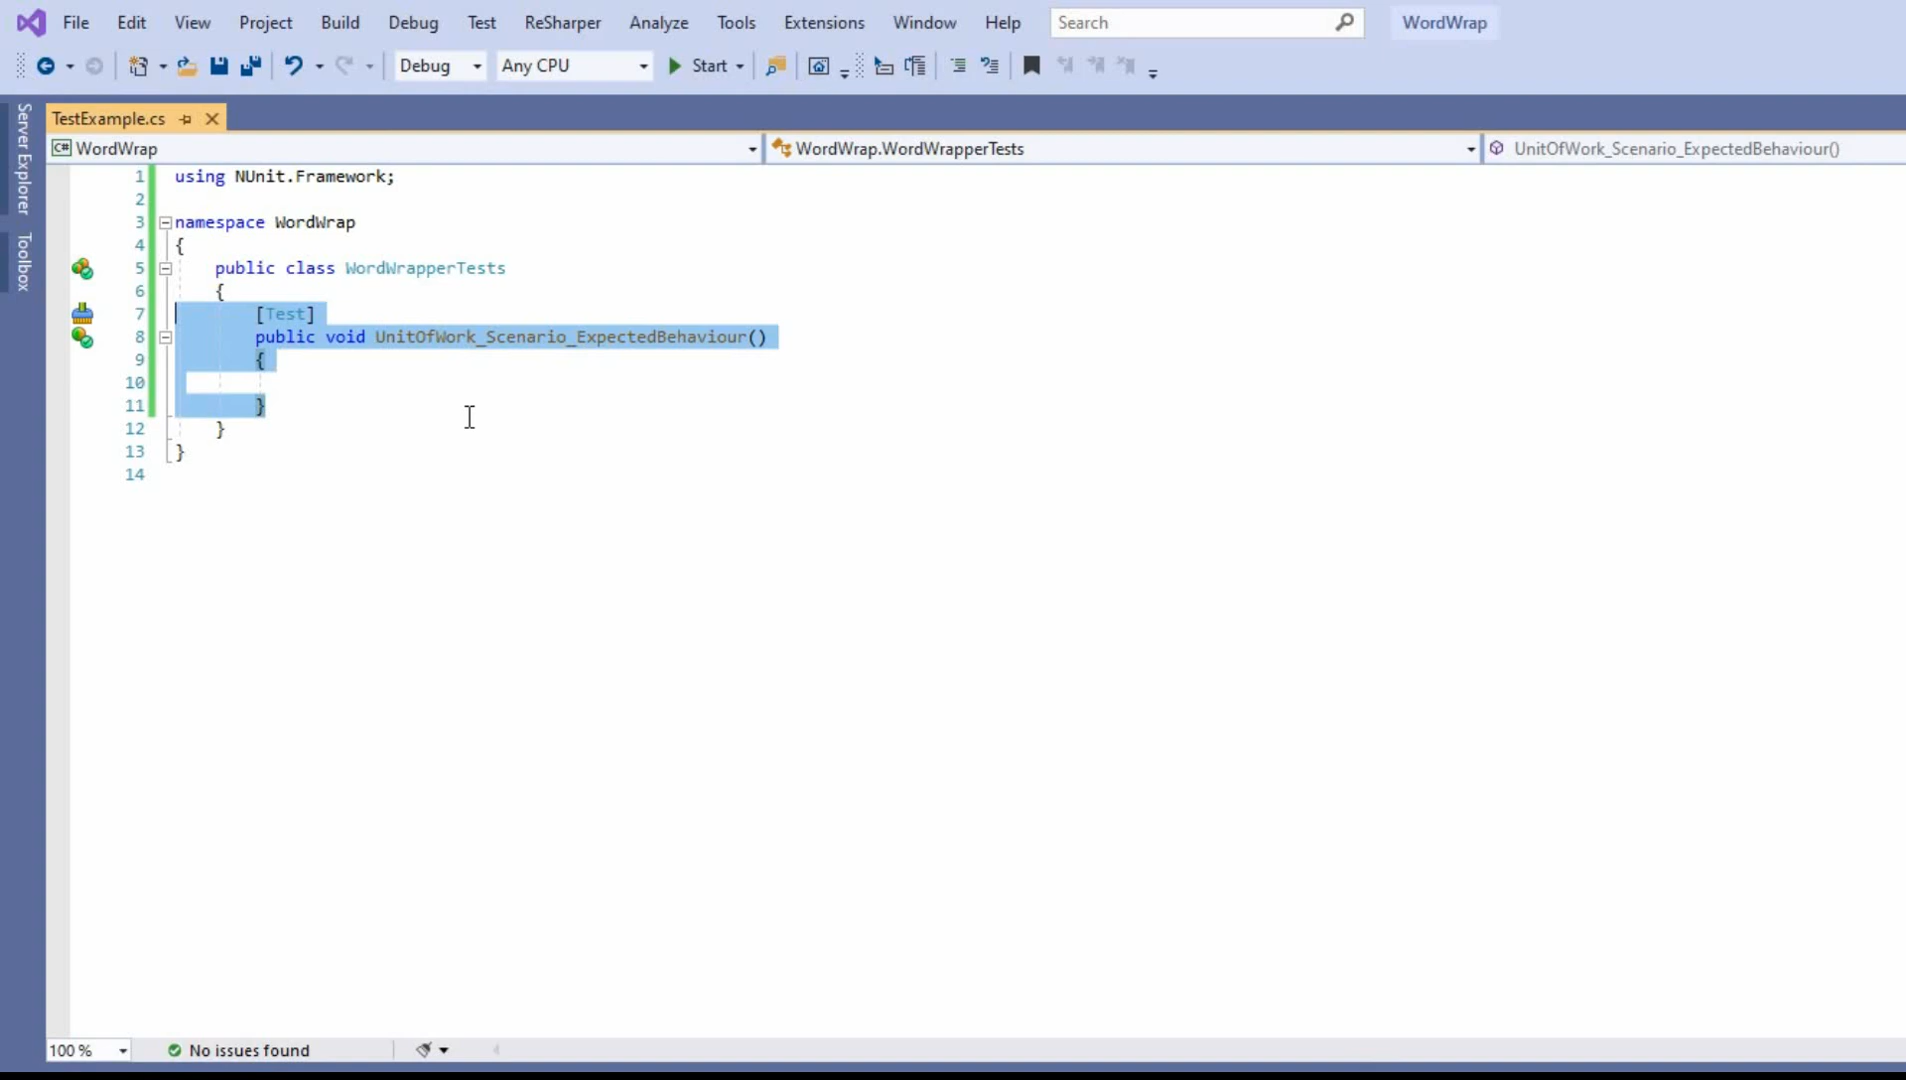 File Edit View Project Build Debug Test ReSharper Analyze Tools Extensions Window Help Search WordWrap
Debug Any CPU Start
Server Explorer
Toolbox
TestExample.cs
C# WordWrap WordWrap.WordWrapperTests UnitOfWork_Scenario_ExpectedBehaviour()
1 using NUnit.Framework;
2
3 namespace WordWrap
4 {
5 public class WordWrapperTests
6 {
7 [Test]
8 public void UnitOfWork_Scenario_ExpectedBehaviour()
9 {
10
11 }
12 }
13 }
14
100 % No issues found